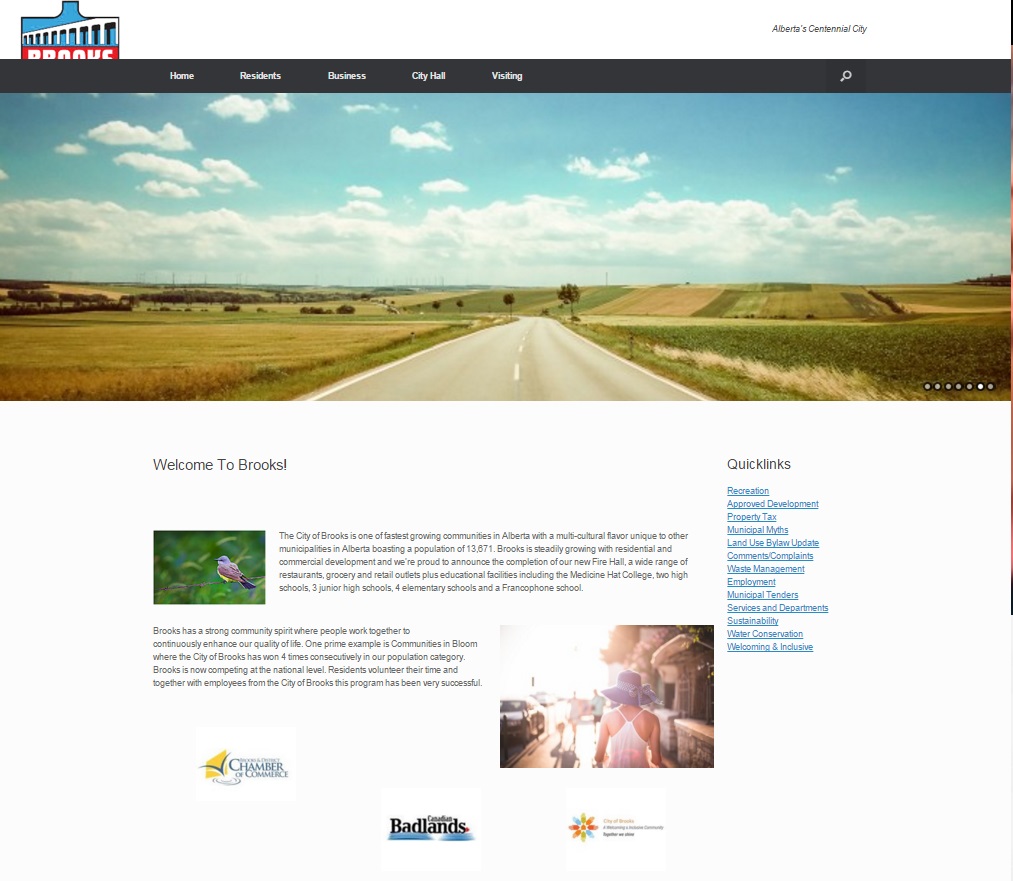 BROOKS
Alberta's Centennial City
Home Residents Business City Hall Visiting
Welcome To Brooks!
The City of Brooks is one of fastest growing communities in Alberta with a multi-cultural flavor unique to other
municipalities in Alberta boasting a population of 13,671. Brooks is steadily growing with residential and
commercial development and we're proud to announce the completion of our new Fire Hall, a wide range of
restaurants, grocery and retail outlets plus educational facilities including the Medicine Hat College, two high
schools, 3 junior high schools, 4 elementary schools and a Francophone school.
Brooks has a strong community spirit where people work together to
continuously enhance our quality of life. One prime example is Communities in Bloom
where the City of Brooks has won 4 times consecutively in our population category.
Brooks is now competing at the national level. Residents volunteer their time and
together with employees from the City of Brooks this program has been very successful.
Quicklinks
Recreation
Approved Development
Property Tax
Municipal Myths
Land Use Bylaw Update
Comments/Complaints
Waste Management
Employment
Municipal Tenders
Services and Departments
Sustainability
Water Conservation
Welcoming & Inclusive
BROOKS & DISTRICT
CHAMBER
OF COMMERCE
Canadian
Badlands
City of Brooks
A Welcoming & Inclusive Community
Together we shine